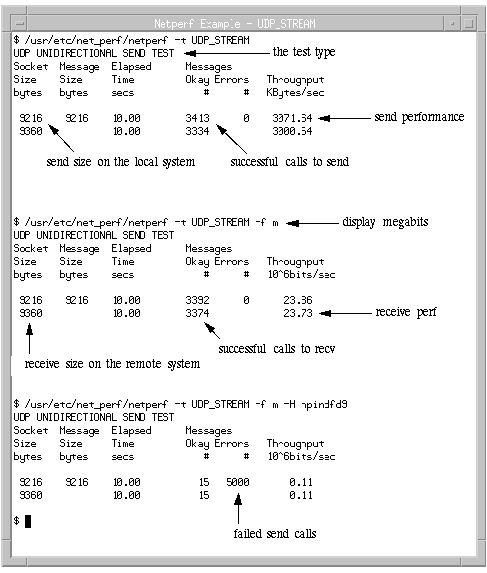 Netperf Example - UDP_STREAM
$ /usr/etc/net_perf/netperf -t UDP_STREAM
UDP UNIDIRECTIONAL SEND TEST
the test type
Socket Message Elapsed Messages
Size Size Time Okay Errors Throughput
bytes bytes secs # # KBytes/sec
9216 9216 10.00 3413 0 3071.64
send performance
9360 10.00 3334 3000.54
send size on the local system
successful calls to send
$ /usr/etc/net_perf/netperf -t UDP_STREAM -f m
display megabits
UDP UNIDIRECTIONAL SEND TEST
Socket Message Elapsed Messages
Size Size Time Okay Errors Throughput
bytes bytes secs # # 10^6bits/sec
9216 9216 10.00 3392 0 23.86
9360 10.00 3374 23.73
receive perf
successful calls to recv
receive size on the remote system
$ /usr/etc/net_perf/netperf -t UDP_STREAM -f m -H hpindfd9
UDP UNIDIRECTIONAL SEND TEST
Socket Message Elapsed Messages
Size Size Time Okay Errors Throughput
bytes bytes secs # # 10^6bits/sec
9216 9216 10.00 15 5000 0.11
9360 10.00 15 0.11
$
failed send calls